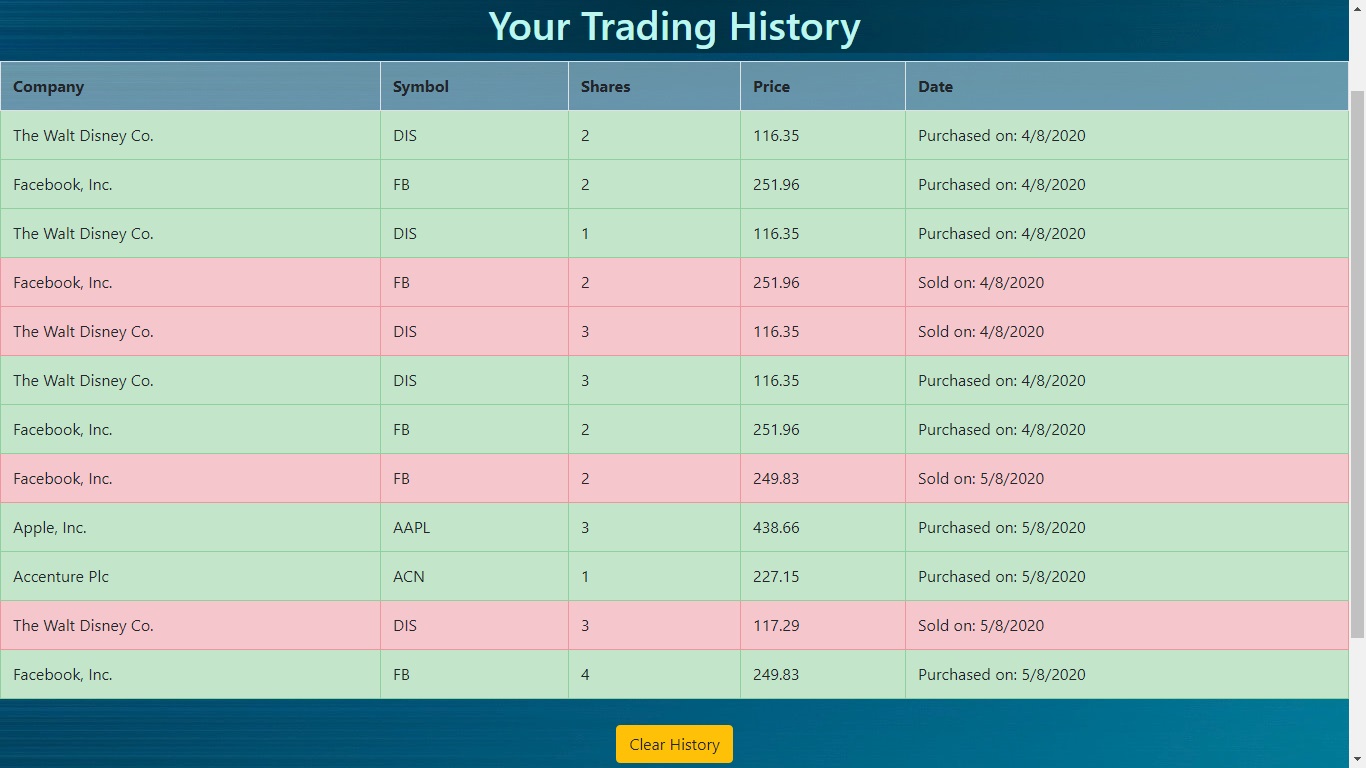 Your Trading History
Company Symbol Shares Price Date
The Walt Disney Co. DIS 2 116.35 Purchased on: 4/8/2020
Facebook, Inc. FB 2 251.96 Purchased on: 4/8/2020
The Walt Disney Co. DIS 1 116.35 Purchased on: 4/8/2020
Facebook, Inc. FB 2 251.96 Sold on: 4/8/2020
The Walt Disney Co. DIS 3 116.35 Sold on: 4/8/2020
The Walt Disney Co. DIS 3 116.35 Purchased on: 4/8/2020
Facebook, Inc. FB 2 251.96 Purchased on: 4/8/2020
Facebook, Inc. FB 2 249.83 Sold on: 5/8/2020
Apple, Inc. AAPL 3 438.66 Purchased on: 5/8/2020
Accenture Plc ACN 1 227.15 Purchased on: 5/8/2020
The Walt Disney Co. DIS 3 117.29 Sold on: 5/8/2020
Facebook, Inc. FB 4 249.83 Purchased on: 5/8/2020
Clear History